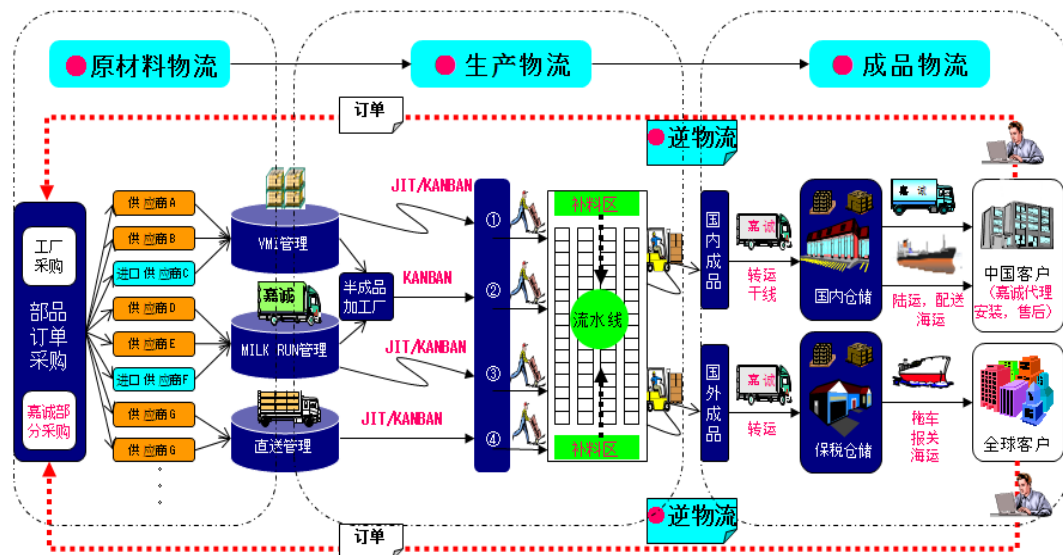 原材料物流
生产物流
成品物流
订单
逆物流
工厂
采购
部品
订单
采购
嘉诚部
分采购
供应商A
供应商B
进口供应商C
供应商D
供应商E
进口供应商F
供应商G
供应商G
VMI管理
嘉诚
MILK RUN管理
直送管理
JIT/KANBAN
半成品
加工厂
KANBAN
JIT/KANBAN
JIT/KANBAN
①
②
③
④
补料区
流水线
补料区
国内成品
国外成品
嘉诚
转运
干线
嘉诚
转运
国内仓储
保税仓储
嘉诚
陆运，配送
海运
拖车
报关
海运
中国客户
（嘉诚代理
安装，售后）
全球客户
订单
逆物流